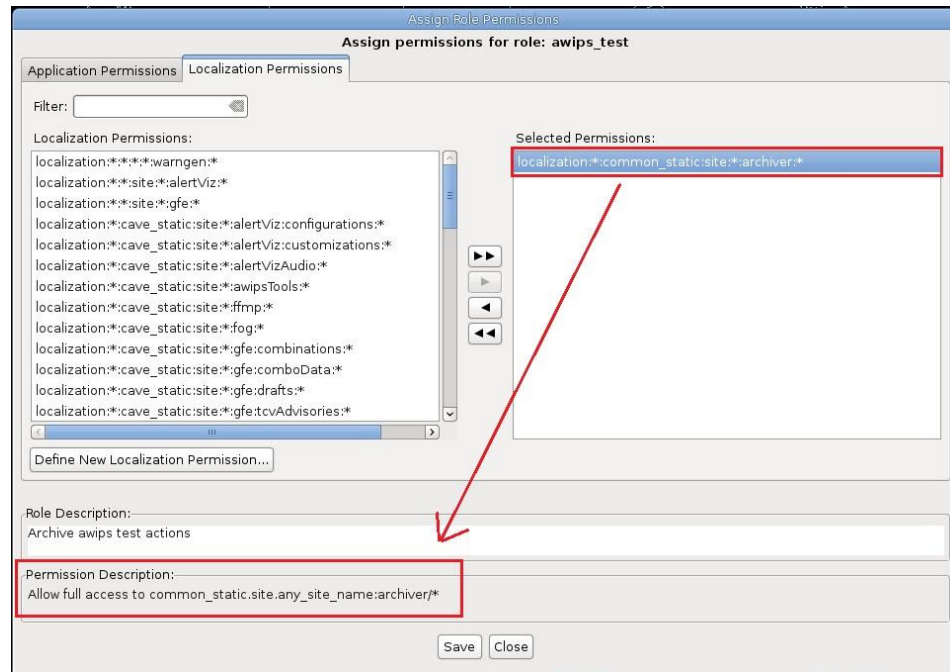 Assign Role Permissions
Assign permissions for role: awips_test
Application Permissions Localization Permissions
Filter:
Localization Permissions:
localization:*:*:*:*:warngen:*
localization:*:*:site:*:alertViz:*
localization:*:*:site:*:gfe:*
localization:*:cave_static:site:*:alertViz:configurations:*
localization:*:cave_static:site:*:alertViz:customizations:*
localization:*:cave_static:site:*:alertVizAudio:*
localization:*:cave_static:site:*:awipsTools:*
localization:*:cave_static:site:*:ffmp:*
localization:*:cave_static:site:*:fog:*
localization:*:cave_static:site:*:gfe:combinations:*
localization:*:cave_static:site:*:gfe:comboData:*
localization:*:cave_static:site:*:gfe:drafts:*
localization:*:cave_static:site:*:gfe:tcvAdvisories:*
Selected Permissions:
localization:*:common_static:site:*:archiver:*
Define New Localization Permission...
Role Description:
Archive awips test actions
Permission Description:
Allow full access to common_static.site.any_site_name:archiver/*
Save Close